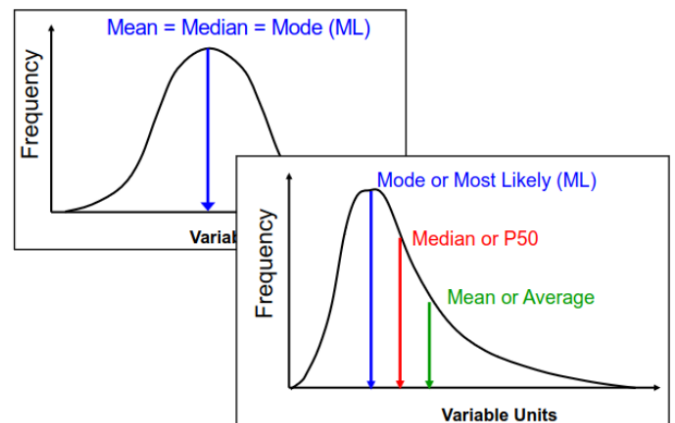 Mean = Median = Mode (ML)
Frequency
Mode or Most Likely (ML)
Median or P50
Mean or Average
Frequency
Variable Units